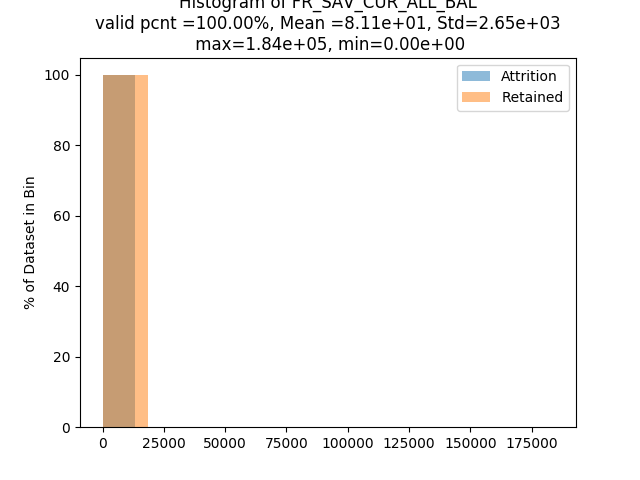 Histogram of FR_SAV_CUR_ALL_BAL
valid pcnt =100.00%, Mean =8.11e+01, Std=2.65e+03
max=1.84e+05, min=0.00e+00
Attrition
Retained
% of Dataset in Bin
100
80
60
40
20
0
0 25000 50000 75000 100000 125000 150000 175000